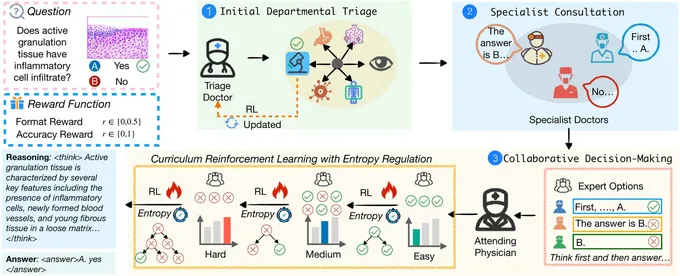 Question
Does active
granulation
tissue have
inflammatory
cell infiltrate?
A Yes
B No
Reward Function
Format Reward r ∈ {0,0.5}
Accuracy Reward r ∈ {0,1}
1 Initial Departmental Triage
Triage
Doctor
RL
Updated
2 Specialist Consultation
The
answer
is B...
First
.. A.
No...
Specialist Doctors
3 Collaborative Decision-Making
Expert Options
First, ...., A.
The answer is B.
B.
Think first and then answer...
Attending
Physician
Curriculum Reinforcement Learning with Entropy Regulation
RL
Entropy
Hard
RL
Entropy
Medium
RL
Entropy
Easy
Reasoning: <think> Active
granulation tissue is
characterized by several
key features including the
presence of inflammatory
cells, newly formed blood
vessels, and young fibrous
tissue in a loose matrix...
</think>
Answer: <answer>A. yes
</answer>